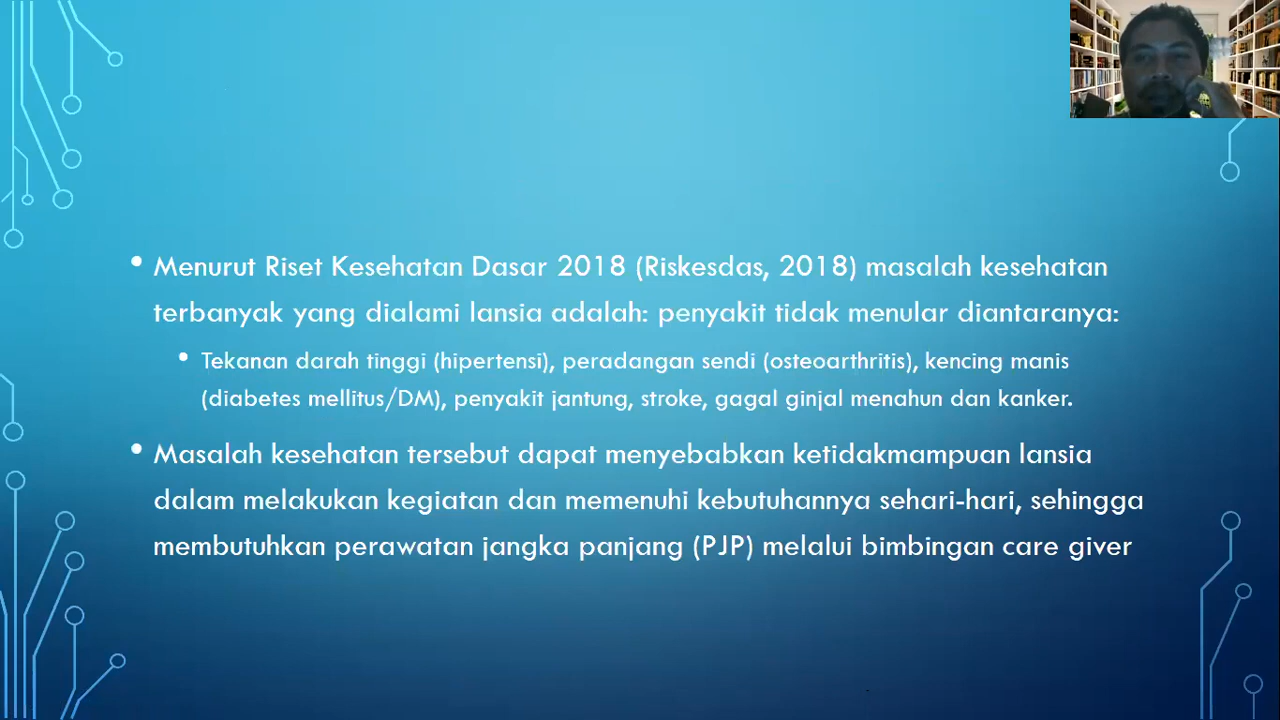 • Menurut Riset Kesehatan Dasar 2018 (Riskesdas, 2018) masalah kesehatan
terbanyak yang dialami lansia adalah: penyakit tidak menular diantaranya:
• Tekanan darah tinggi (hipertensi), peradangan sendi (osteoarthritis), kencing manis
(diabetes mellitus/DM), penyakit jantung, stroke, gagal ginjal menahun dan kanker.
• Masalah kesehatan tersebut dapat menyebabkan ketidakmampuan lansia
dalam melakukan kegiatan dan memenuhi kebutuhannya sehari-hari, sehingga
membutuhkan perawatan jangka panjang (PJP) melalui bimbingan care giver